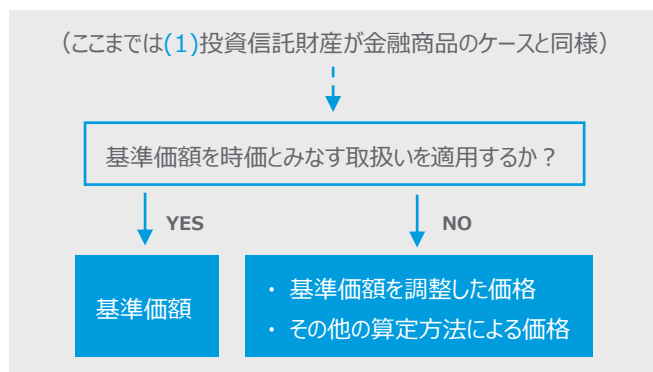 （ここまでは(1)投資信託財産が金融商品のケースと同様）
基準価額を時価とみなす取扱いを適用するか？
YES
NO
基準価額
・ 基準価額を調整した価格
・ その他の算定方法による価格